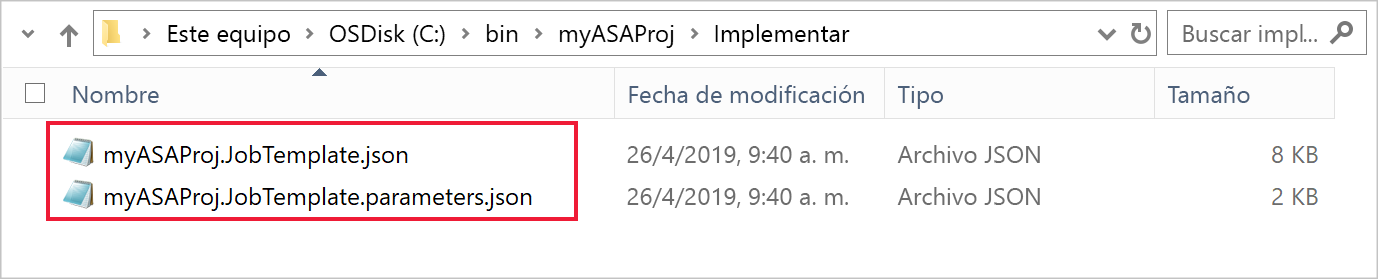 Este equipo > OSDisk (C:) > bin > myASAProj > Implementar Buscar impl...
Nombre Fecha de modificación Tipo Tamaño
myASAProj.JobTemplate.json 26/4/2019, 9:40 a. m. Archivo JSON 8 KB
myASAProj.JobTemplate.parameters.json 26/4/2019, 9:40 a. m. Archivo JSON 2 KB